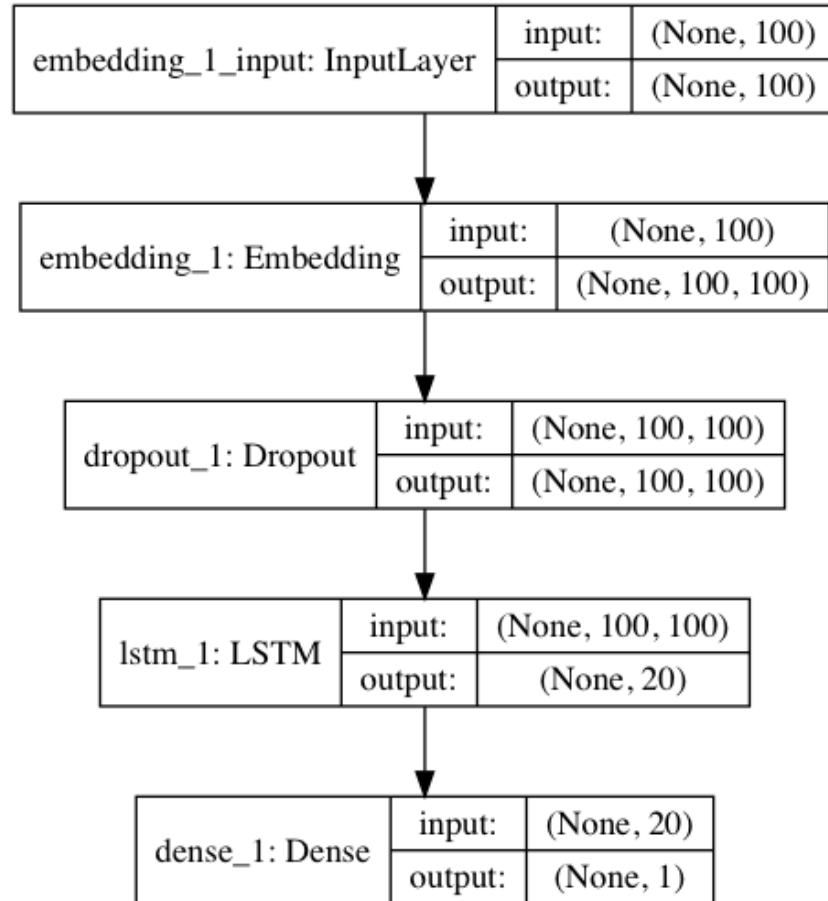 embedding_1_input: InputLayer
input: (None, 100)
output: (None, 100)
embedding_1: Embedding
input: (None, 100)
output: (None, 100, 100)
dropout_1: Dropout
input: (None, 100, 100)
output: (None, 100, 100)
lstm_1: LSTM
input: (None, 100, 100)
output: (None, 20)
dense_1: Dense
input: (None, 20)
output: (None, 1)